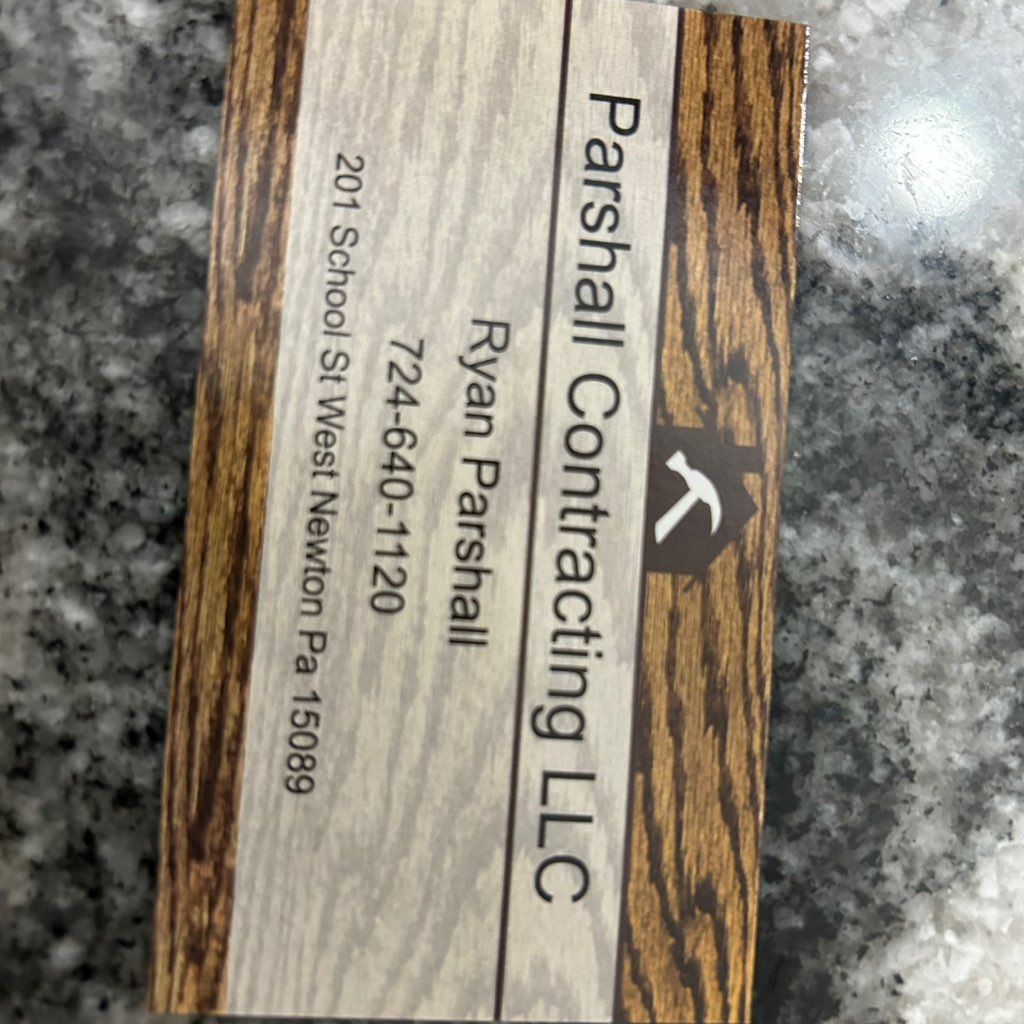 Parshall Contracting LLC
Ryan Parshall
724-640-1120
201 School St West Newton Pa 15089